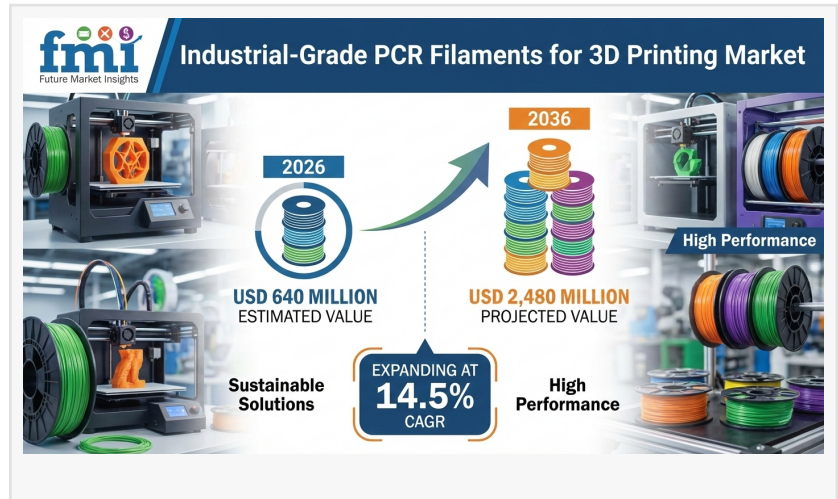 fmi
Future Market Insights
Industrial-Grade PCR Filaments for 3D Printing Market
2026
USD 640 MILLION
ESTIMATED VALUE
2036
USD 2,480 MILLION
PROJECTED VALUE
High Performance
Sustainable
Solutions
EXPANDING AT
14.5%
CAGR
High
Performance